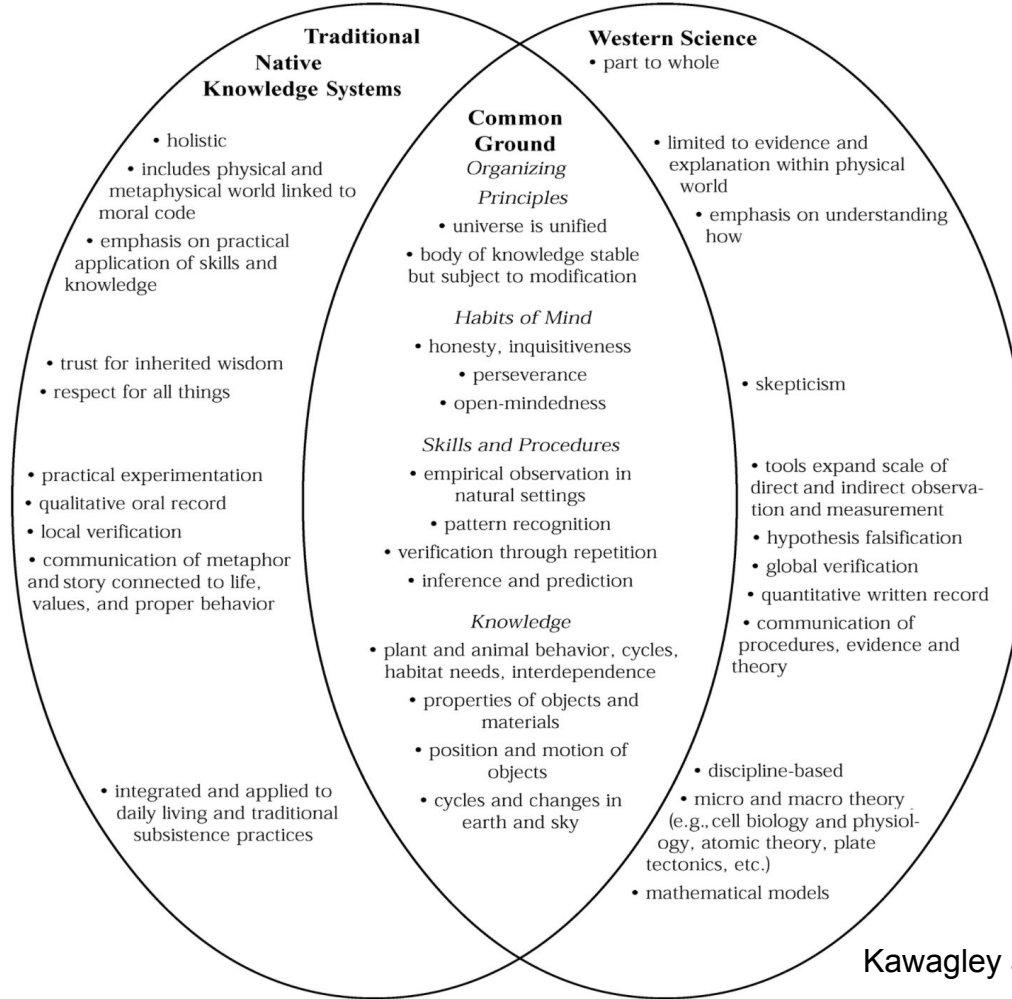 Traditional
Native
Knowledge Systems
• holistic
• includes physical and
metaphysical world linked to
moral code
• emphasis on practical
application of skills and
knowledge
• trust for inherited wisdom
• respect for all things
• practical experimentation
• qualitative oral record
• local verification
• communication of metaphor
and story connected to life,
values, and proper behavior
• integrated and applied to
daily living and traditional
subsistence practices
Common
Ground
Organizing
Principles
• universe is unified
• body of knowledge stable
but subject to modification
Habits of Mind
• honesty, inquisitiveness
• perseverance
• open-mindedness
Skills and Procedures
• empirical observation in
natural settings
• pattern recognition
• verification through repetition
• inference and prediction
Knowledge
• plant and animal behavior, cycles,
habitat needs, interdependence
• properties of objects and
materials
• position and motion of
objects
• cycles and changes in
earth and sky
Western Science
• part to whole
• limited to evidence and
explanation within physical
world
• emphasis on understanding
how
• skepticism
• tools expand scale of
direct and indirect observa-
tion and measurement
• hypothesis falsification
• global verification
• quantitative written record
• communication of
procedures, evidence and
theory
• discipline-based
• micro and macro theory
(e.g., cell biology and physiol-
ogy, atomic theory, plate
tectonics, etc.)
• mathematical models
Kawagley